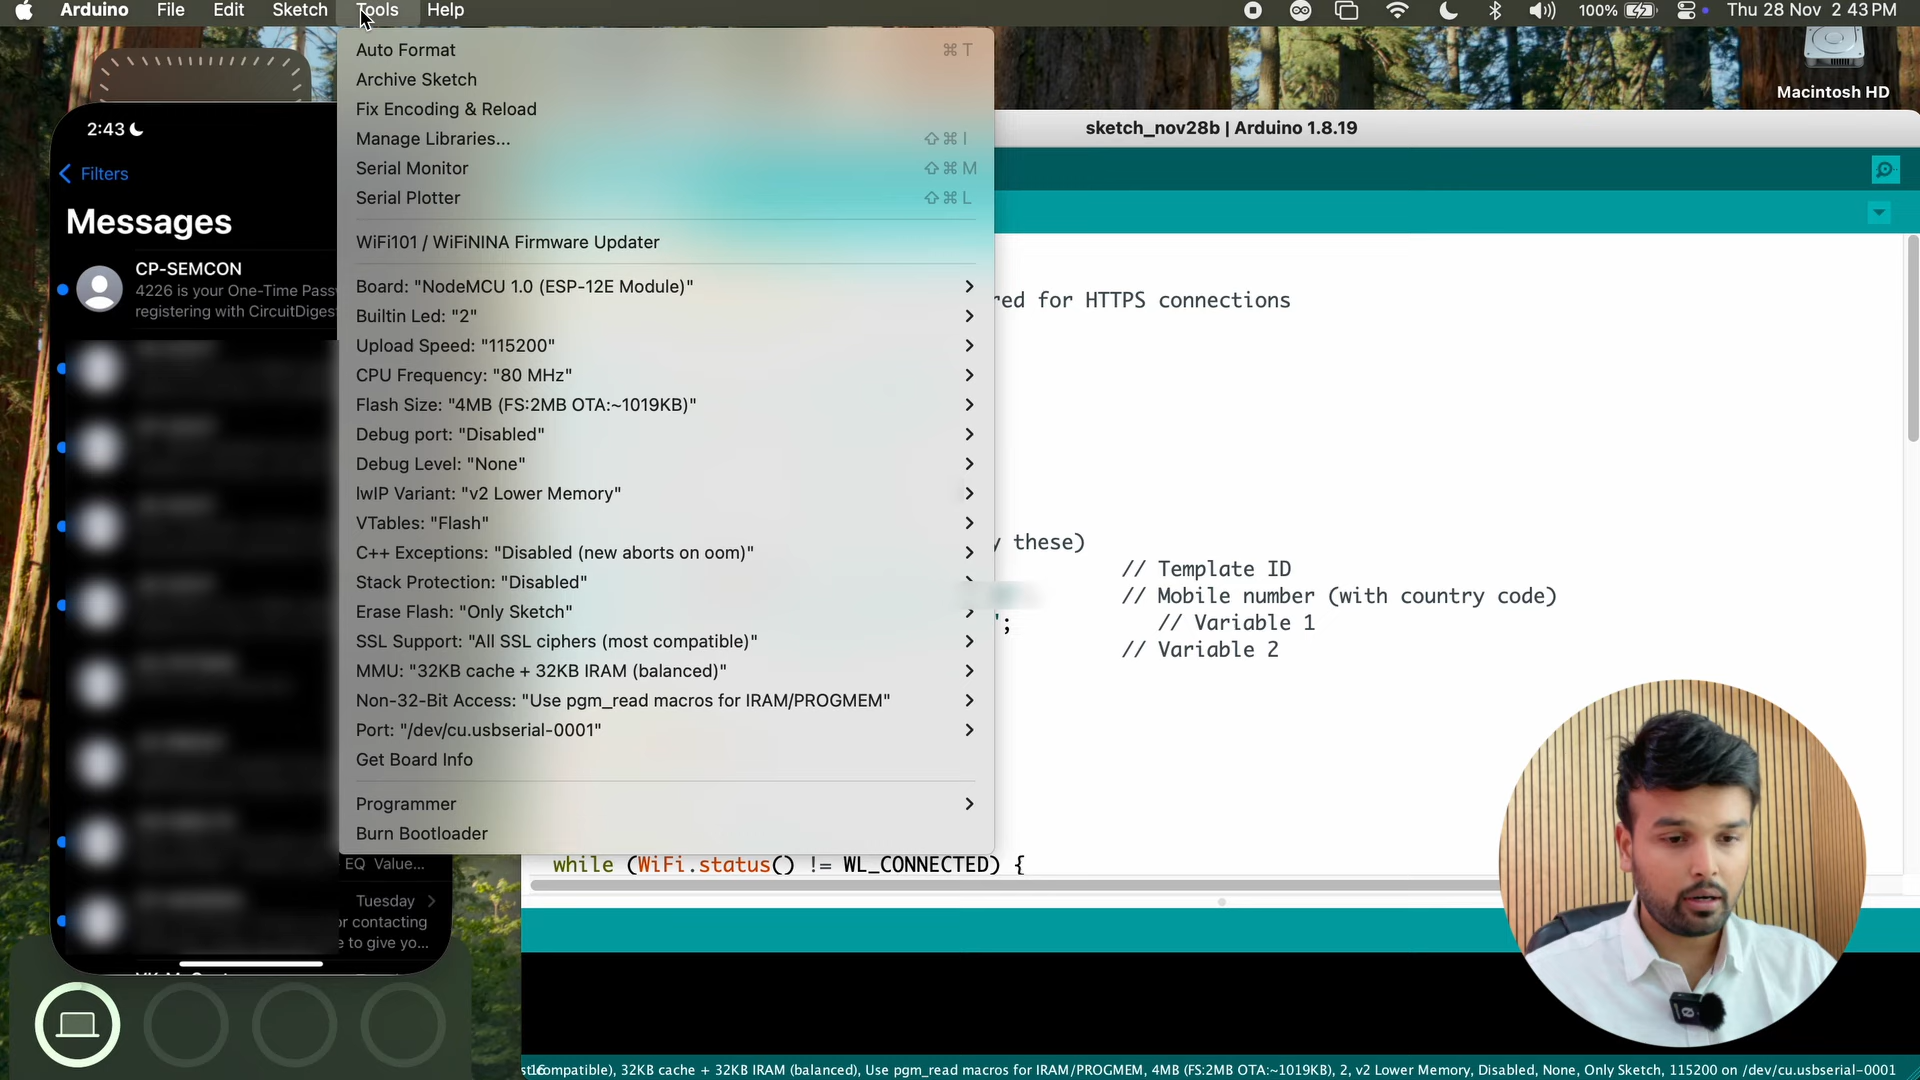 Arduino File Edit Sketch Tools Help
100% Thu 28 Nov 2 43 PM
Auto Format ⌘ T
Archive Sketch
Fix Encoding & Reload
Manage Libraries... ⇧ ⌘ I
Serial Monitor ⇧ ⌘ M
Serial Plotter ⇧ ⌘ L
WiFi101 / WiFiNINA Firmware Updater
Board: "NodeMCU 1.0 (ESP-12E Module)"
Builtin Led: "2"
Upload Speed: "115200"
CPU Frequency: "80 MHz"
Flash Size: "4MB (FS:2MB OTA:~1019KB)"
Debug port: "Disabled"
Debug Level: "None"
lwIP Variant: "v2 Lower Memory"
VTables: "Flash"
C++ Exceptions: "Disabled (new aborts on oom)"
Stack Protection: "Disabled"
Erase Flash: "Only Sketch"
SSL Support: "All SSL ciphers (most compatible)"
MMU: "32KB cache + 32KB IRAM (balanced)"
Non-32-Bit Access: "Use pgm_read macros for IRAM/PROGMEM"
Port: "/dev/cu.usbserial-0001"
Get Board Info
Programmer
Burn Bootloader
2:43
Filters
Messages
CP-SEMCON
4226 is your One-Time Pass
registering with CircuitDiges
EQ Value...
Tuesday
or contacting
e to give yo...
Macintosh HD
sketch_nov28b | Arduino 1.8.19
red for HTTPS connections
y these)
// Template ID
// Mobile number (with country code)
"; // Variable 1
// Variable 2
while (WiFi.status() != WL_CONNECTED) {
compatible), 32KB cache + 32KB IRAM (balanced), Use pgm_read macros for IRAM/PROGMEM, 4MB (FS:2MB OTA:~1019KB), 2, v2 Lower Memory, Disabled, None, Only Sketch, 115200 on /dev/cu.usbserial-0001